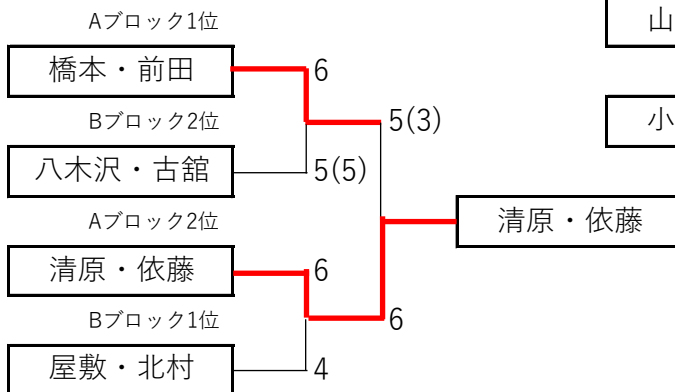 Aブロック1位
山
橋本・前田
6
Bブロック2位
5(3)
小
八木沢・古舘
5(5)
Aブロック2位
清原・依藤
清原・依藤
6
Bブロック1位
6
屋敷・北村
4